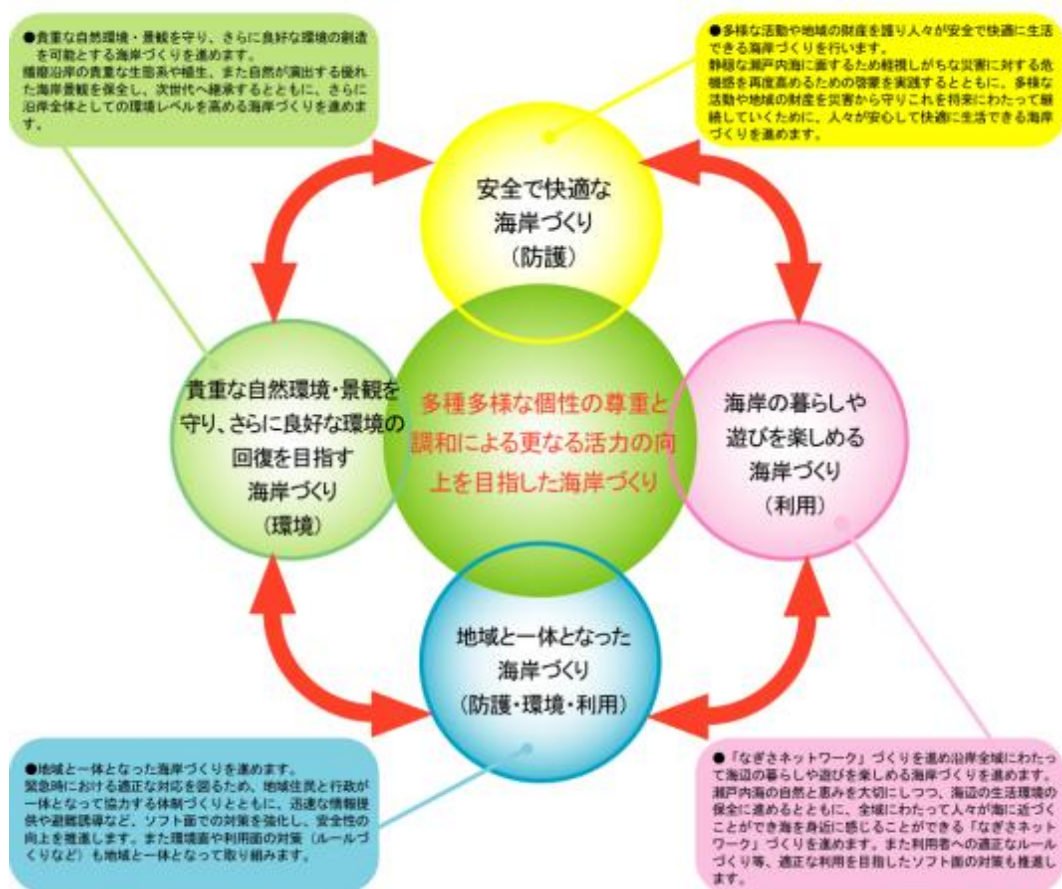 ●貴重な自然環境・景観を守り、さらに良好な環境の創造
を可能とする海岸づくりを進めます。
播磨沿岸の貴重な生態系や植生、また自然が演出する優れ
た海岸景観を保全し、次世代へ継承するとともに、さらに
沿岸全体としての環境レベルを高める海岸づくりを進めま
す。
●多様な活動や地域の財産を護り人々が安全で快適に生活
できる海岸づくりを行います。
静穏な瀬戸内海に面するため軽視しがちな災害に対する危
機感を再度高めるための啓蒙を実践するとともに、多様な
活動や地域の財産を災害から守りこれを将来にわたって継
続していくために、人々が安心して快適に生活できる海岸
づくりを進めます。
安全で快適な
海岸づくり
(防護)
貴重な自然環境・景観を
守り、さらに良好な環境の
回復を目指す
海岸づくり
(環境)
多種多様な個性の尊重と
調和による更なる活力の向
上を目指した海岸づくり
海岸の暮らしや
遊びを楽しめる
海岸づくり
(利用)
地域と一体となった
海岸づくり
(防護・環境・利用)
●地域と一体となった海岸づくりを進めます。
緊急時における適正な対応を図るため、地域住民と行政が
一体となって協力する体制づくりとともに、迅速な情報提
供や避難誘導など、ソフト面での対策を強化し、安全性の
向上を推進します。また環境面や利用面の対策（ルールづ
くりなど）も地域と一体となって取り組みます。
●「なぎさネットワーク」づくりを進め沿岸全域にわたっ
て海辺の暮らしや遊びを楽しめる海岸づくりを進めます。
瀬戸内海の自然と恵みを大切にしつつ、海辺の生活環境の
保全に進めるとともに、全域にわたって人々が海に近づく
ことができ海を身近に感じることができる「なぎさネット
ワーク」づくりを進めます。また利用者への適正なルール
づくり等、適正な利用を目指したソフト面の対策も推進し
ます。